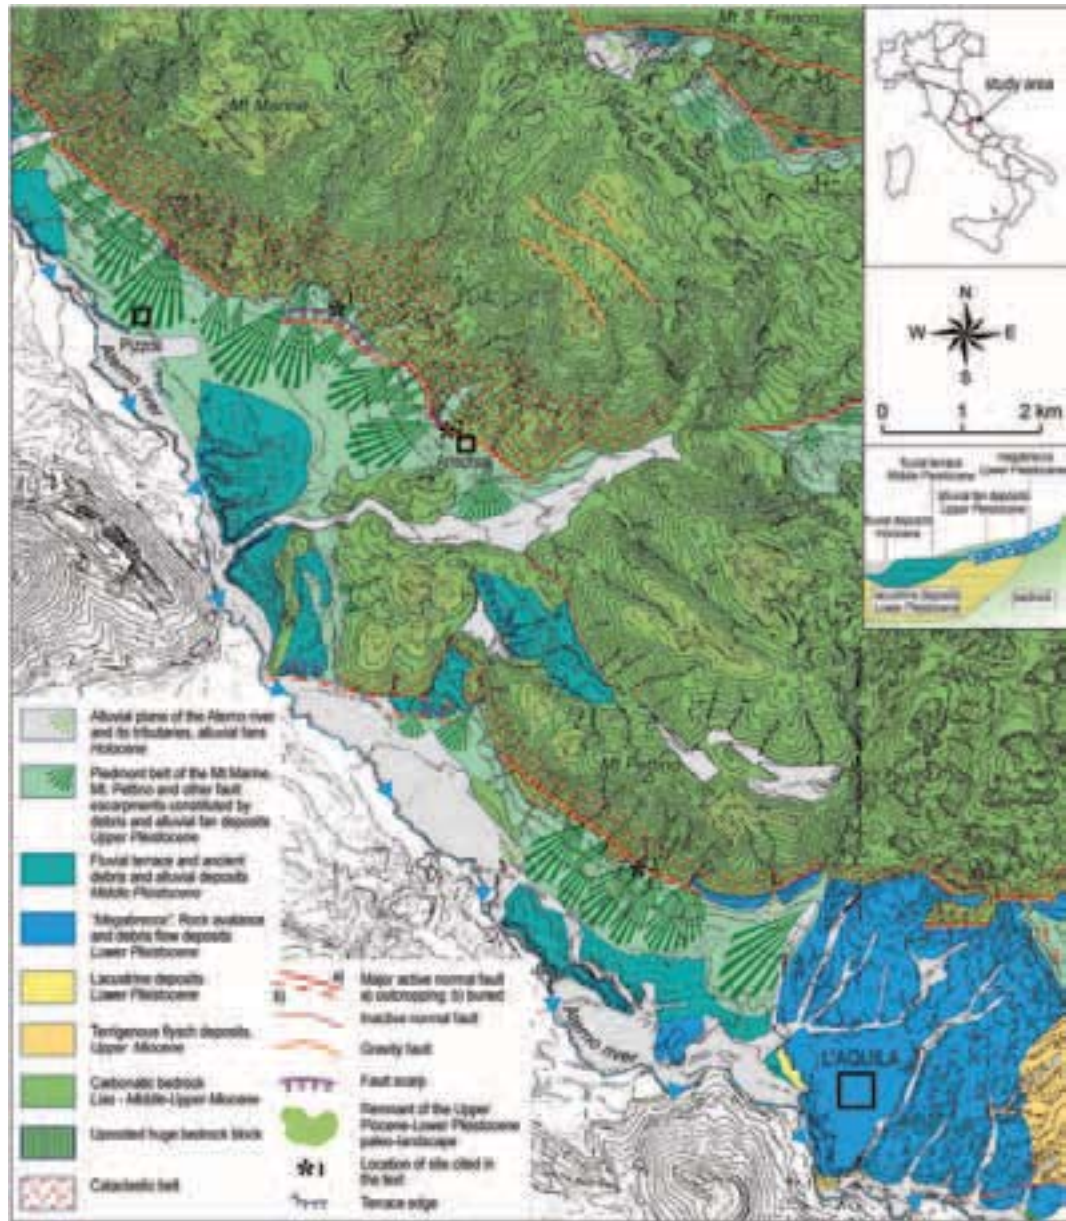 Mt S. Franco
Mt Marine
study area
N
W E
S
0 1 2 km
Pizzoli
Aterno river
Arischia
fluvial terrace
Middle Pleistocene
megabreccia
Lower Pleistocene
alluvial fan deposits
Upper Pleistocene
Holocene
Lower Pleistocene
bedrock
Mt Pettino
Alluvial plane of the Aterno river
and its tributaries, alluvial fans
Holocene
Piedmont belt of the Mt Marine,
Mt. Pettino and other fault
escarpments constituted by
debris and alluvial fan deposits
Upper Pleistocene
Fluvial terrace and ancient
debris and alluvial deposits
Middle Pleistocene
"Megabreccia". Rock avalance
and debris flow deposits
Lower Pleistocene
Lacustrine deposits
Lower Pleistocene
Terrigenous flysch deposits,
Upper Miocene
Carbonatic bedrock
Lias - Middle-Upper Miocene
Uprooted huge bedrock block
Cataclastic belt
a)
b)
Major active normal fault
a) outcropping; b) buried
Inactive normal fault
Gravity fault
Fault scarp
Remnant of the Upper
Pliocene-Lower Pleistocene
paleo-landscape
Location of site cited in
the text
Terrace edge
Aterno river
L'AQUILA